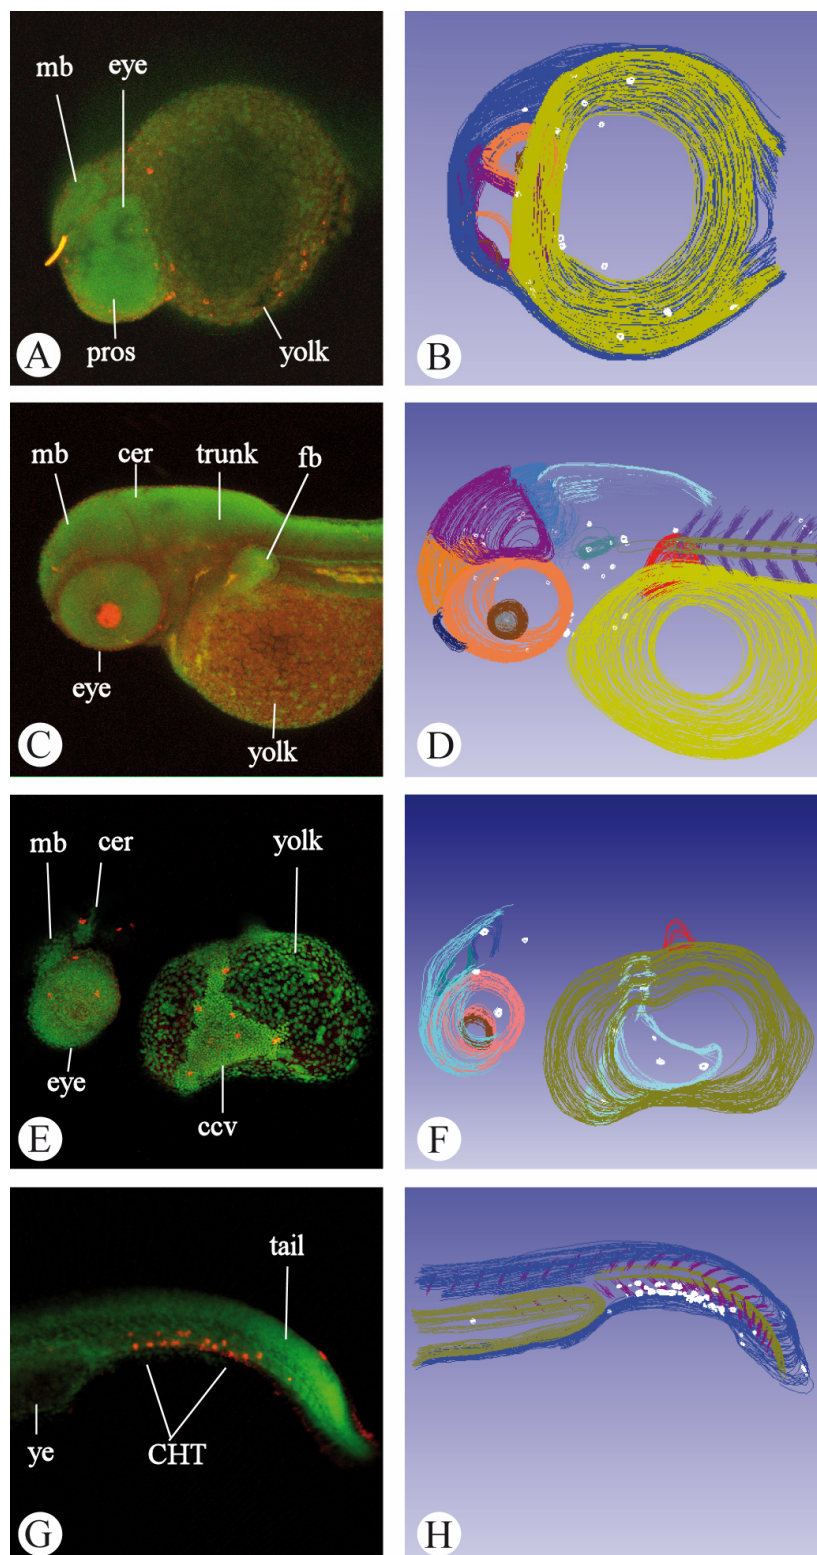 mb eye
pros yolk
A
B
mb cer trunk fb
eye
yolk
C
D
mb cer yolk
eye
ccv
E
F
tail
ye CHT
G
H